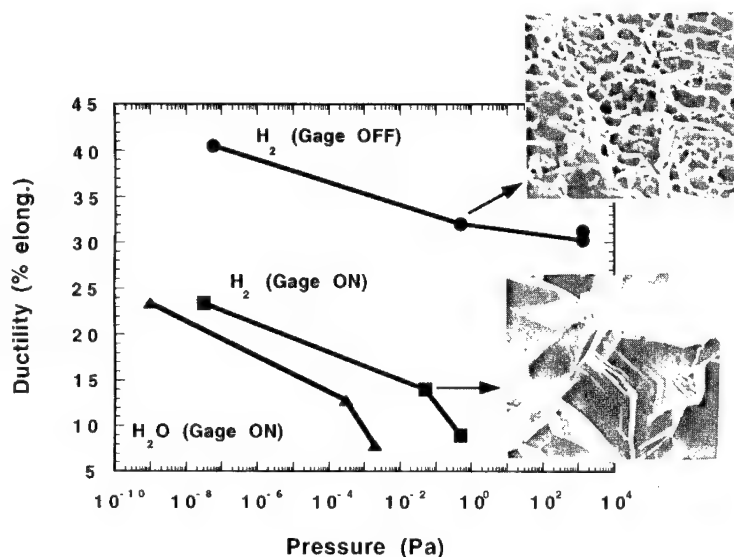 45
40
35
30
25
20
15
10
5
Ductility (% elong.)
H₂ (Gage OFF)
H₂ (Gage ON)
H₂O (Gage ON)
10⁻¹⁰ 10⁻⁸ 10⁻⁶ 10⁻⁴ 10⁻² 10⁰ 10² 10⁴
Pressure (Pa)